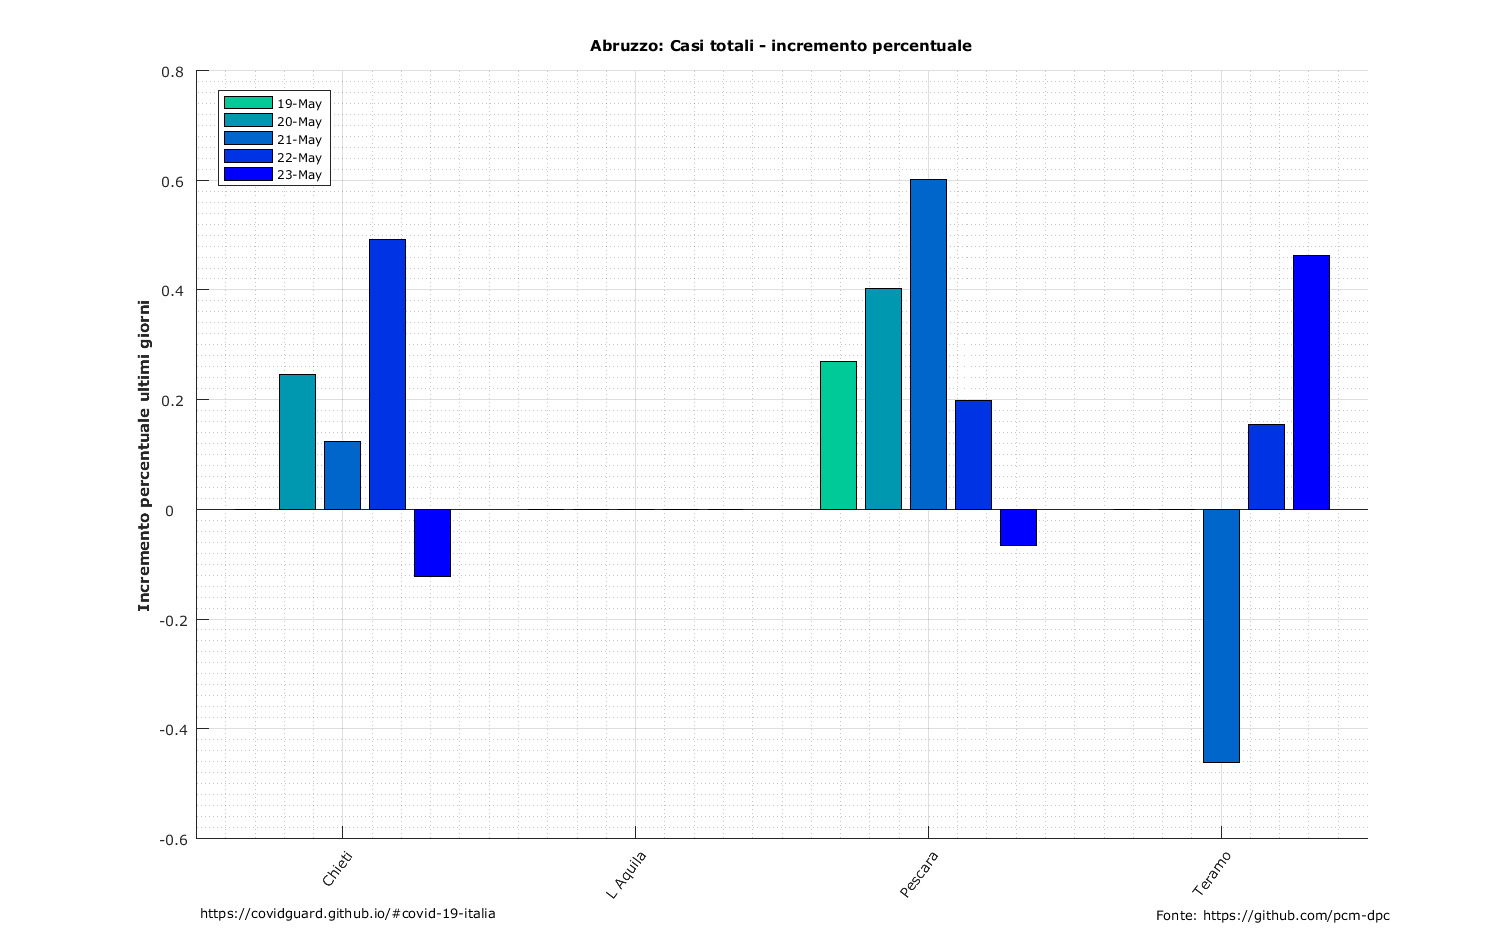 Abruzzo: Casi totali - incremento percentuale
0.8
0.6
0.4
0.2
0
-0.2
-0.4
-0.6
Incremento percentuale ultimi giorni
19-May
20-May
21-May
22-May
23-May
Chieti
L Aquila
Pescara
Teramo
https://covidguard.github.io/#covid-19-italia
Fonte: https://github.com/pcm-dpc